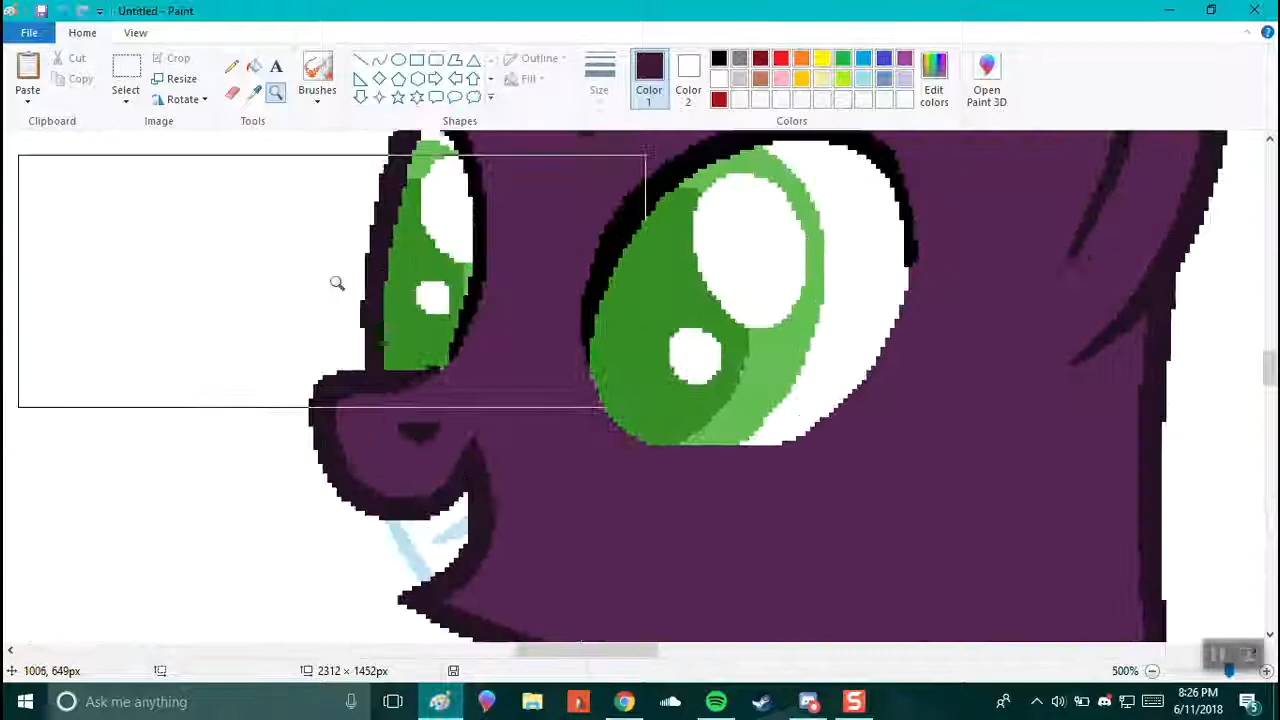 Untitled - Paint
File Home View
Paste
Copy
Select
Crop
Resize
Rotate
A
Brushes
Outline
Fill
Size
Color
1
Color
2
Edit
colors
Open
Paint 3D
Clipboard Image Tools Shapes Colors
1006, 649px 2312 × 1452px 500%
Ask me anything
8:26 PM
6/11/2018
5